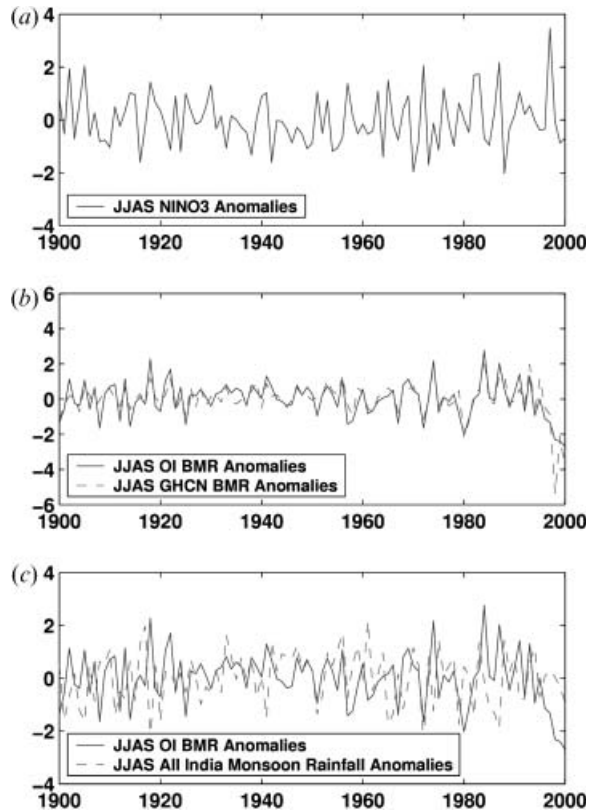 (a)
4
2
0
−2
−4
JJAS NINO3 Anomalies
1900 1920 1940 1960 1980 2000
(b)
6
4
2
0
−2
−4
−6
JJAS OI BMR Anomalies
JJAS GHCN BMR Anomalies
1900 1920 1940 1960 1980 2000
(c)
4
2
0
−2
−4
JJAS OI BMR Anomalies
JJAS All India Monsoon Rainfall Anomalies
1900 1920 1940 1960 1980 2000